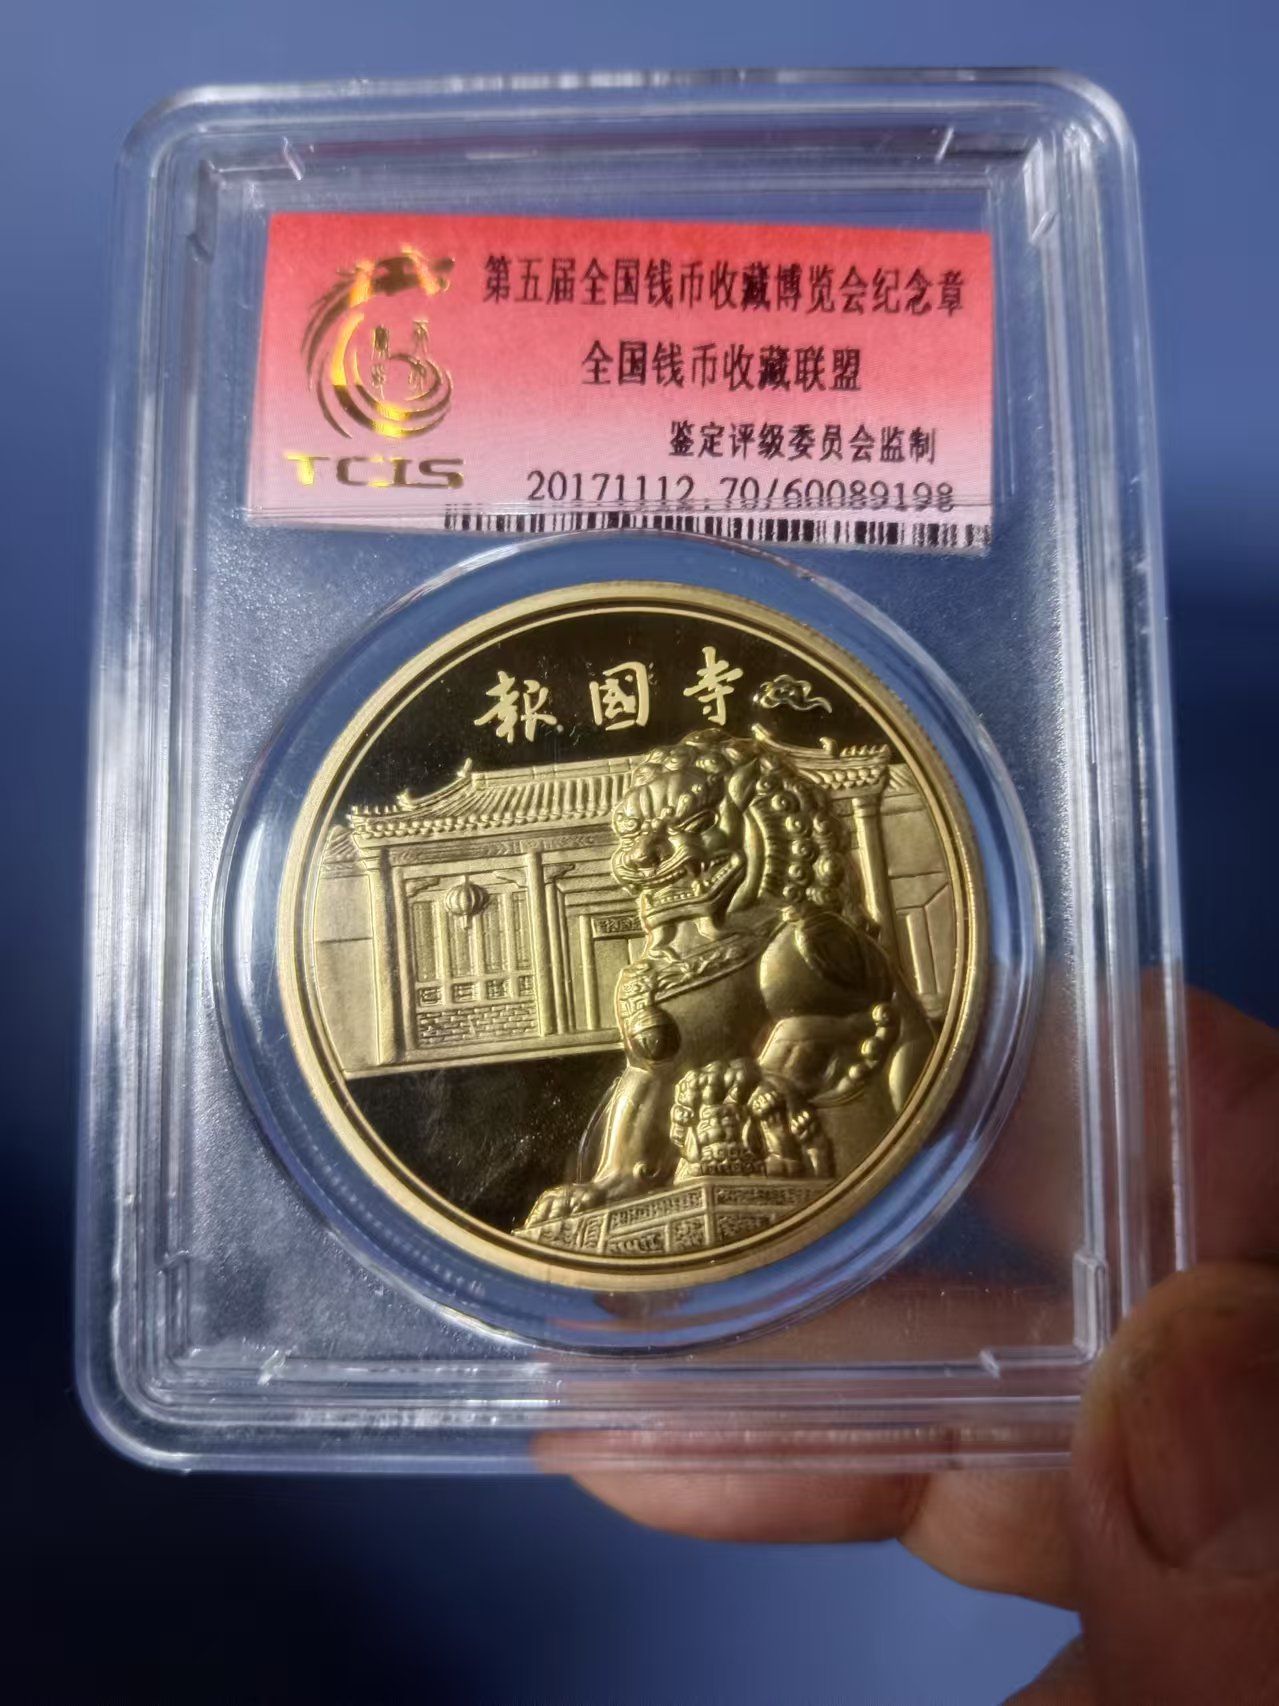 第五届全国钱币收藏博览会纪念章
全国钱币收藏联盟
鉴定评级委员会监制
TCIS
20171112.70/60089198
報國寺